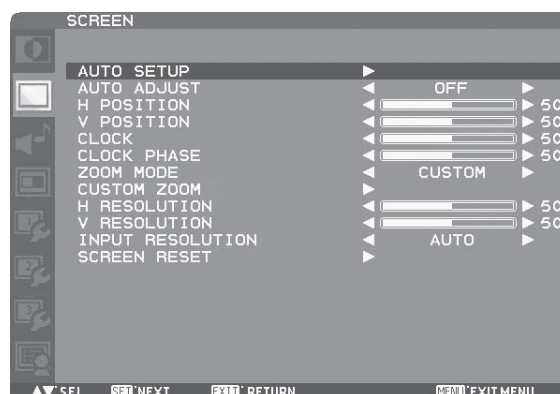 SCREEN
AUTO SETUP
AUTO ADJUST OFF
H POSITION 50
V POSITION 50
CLOCK 50
CLOCK PHASE 50
ZOOM MODE CUSTOM
CUSTOM ZOOM
H RESOLUTION 50
V RESOLUTION 50
INPUT RESOLUTION AUTO
SCREEN RESET
SEL SET NEXT EXIT RETURN MENU EXIT MENU